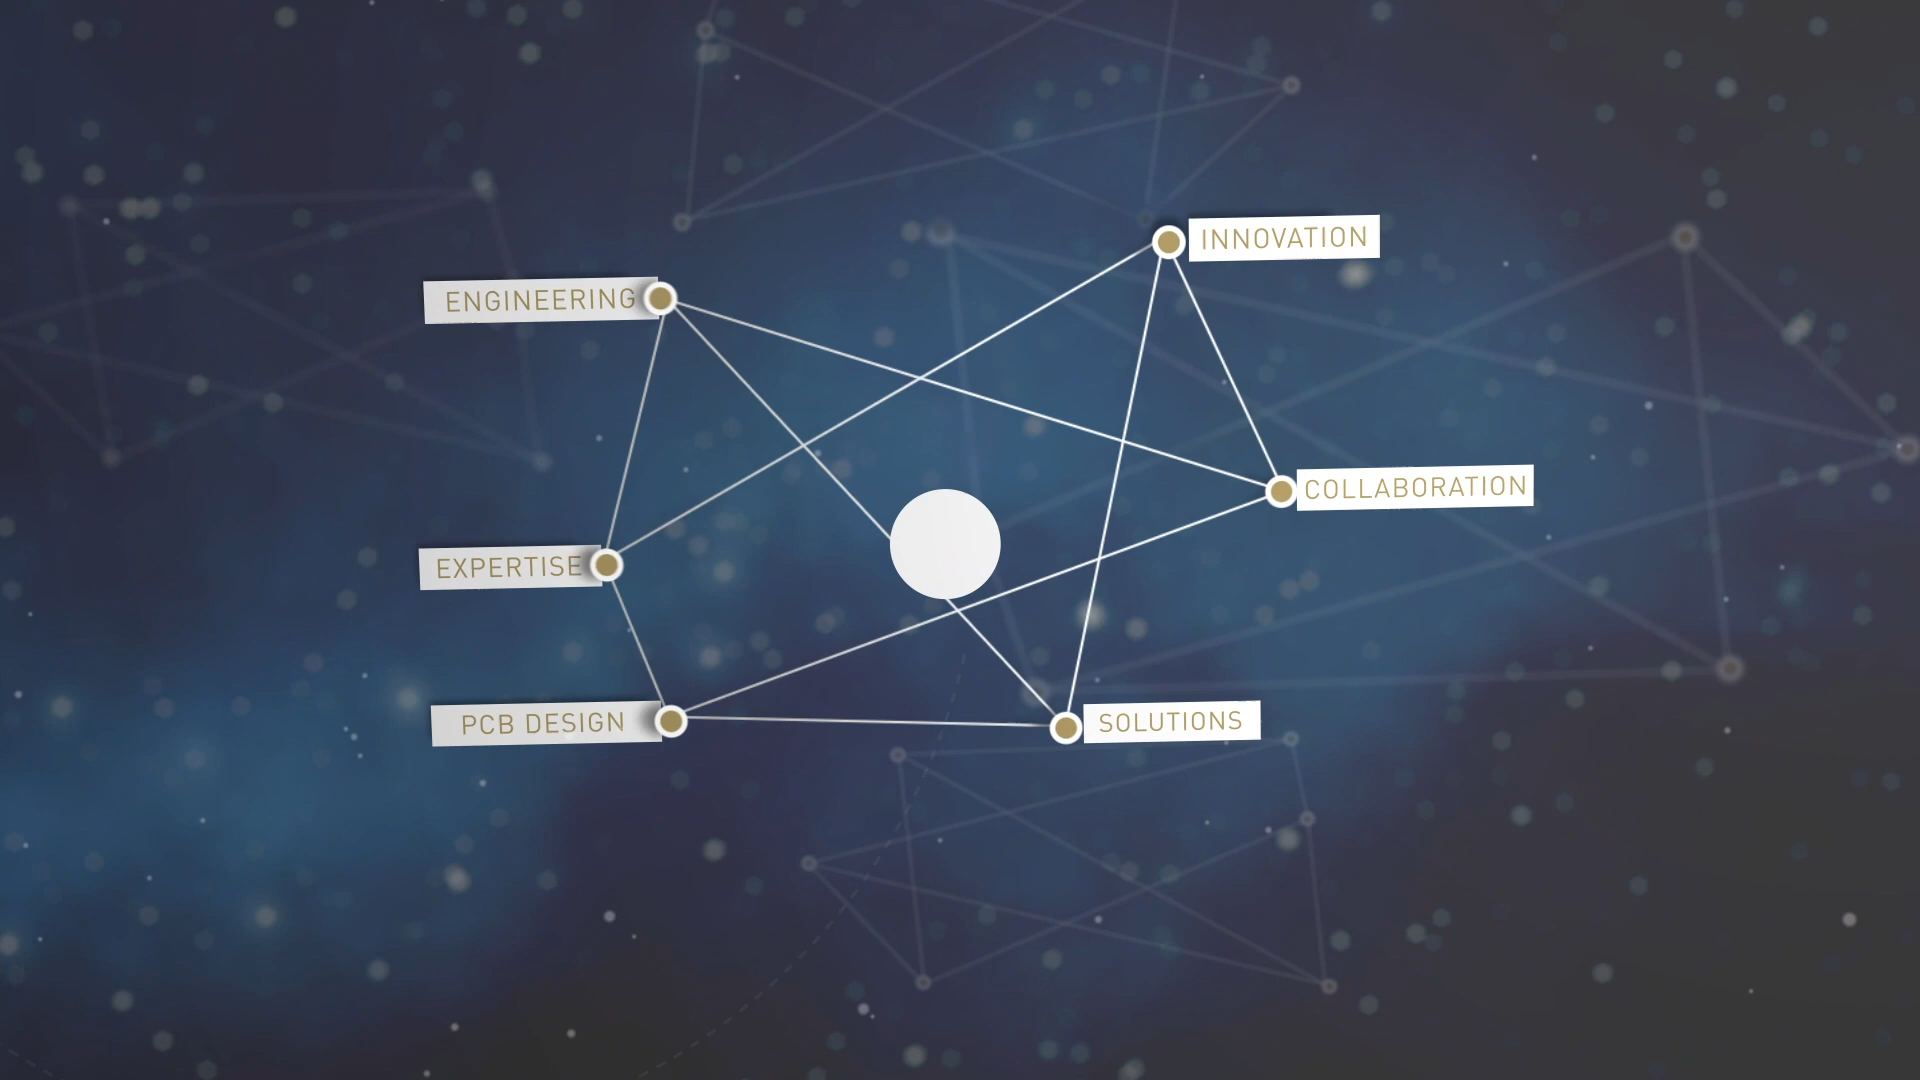 INNOVATION
ENGINEERING
COLLABORATION
EXPERTISE
PCB DESIGN
SOLUTIONS